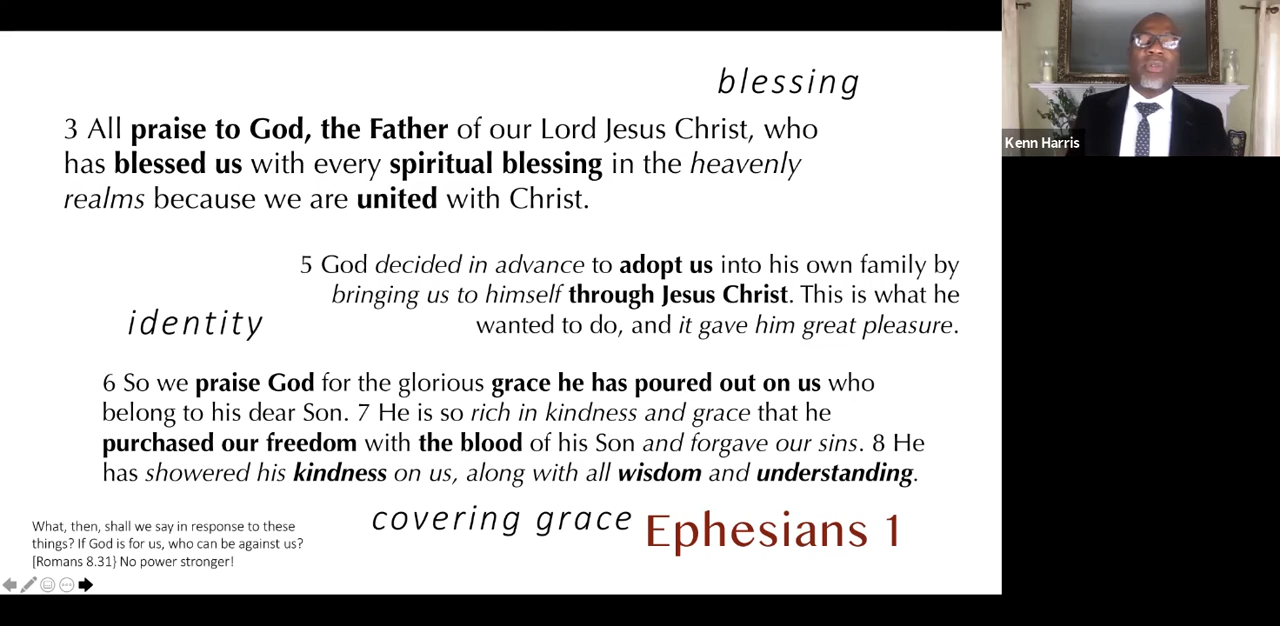 blessing
3 All praise to God, the Father of our Lord Jesus Christ, who
has blessed us with every spiritual blessing in the heavenly
realms because we are united with Christ.
5 God decided in advance to adopt us into his own family by
bringing us to himself through Jesus Christ. This is what he
wanted to do, and it gave him great pleasure.
identity
6 So we praise God for the glorious grace he has poured out on us who
belong to his dear Son. 7 He is so rich in kindness and grace that he
purchased our freedom with the blood of his Son and forgave our sins. 8 He
has showered his kindness on us, along with all wisdom and understanding.
covering grace
Ephesians 1
What, then, shall we say in response to these
things? If God is for us, who can be against us?
[Romans 8.31} No power stronger!
Kenn Harris